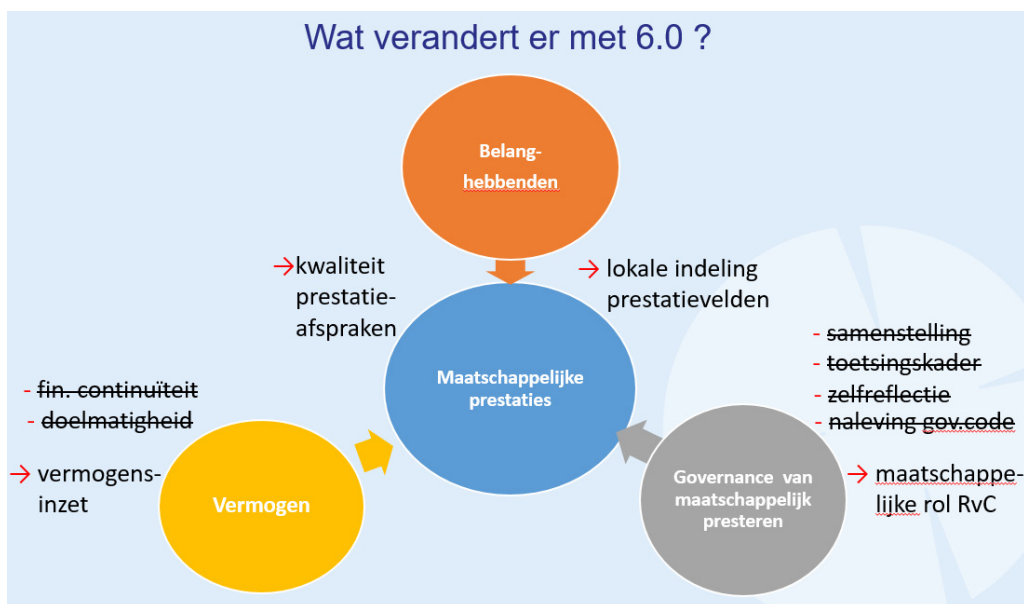 Wat verandert er met 6.0 ?
Belang-
hebbenden
→kwaliteit
prestatie-
afspraken
→ lokale indeling
prestatievelden
Maatschappelijke
prestaties
- fin. continuïteit
- doelmatigheid
→ vermogens-
inzet
Vermogen
- samenstelling
- toetsingskader
- zelfreflectie
- naleving gov.code
Governance van
maatschappelijk
presteren
→ maatschappe-
lijke rol RvC